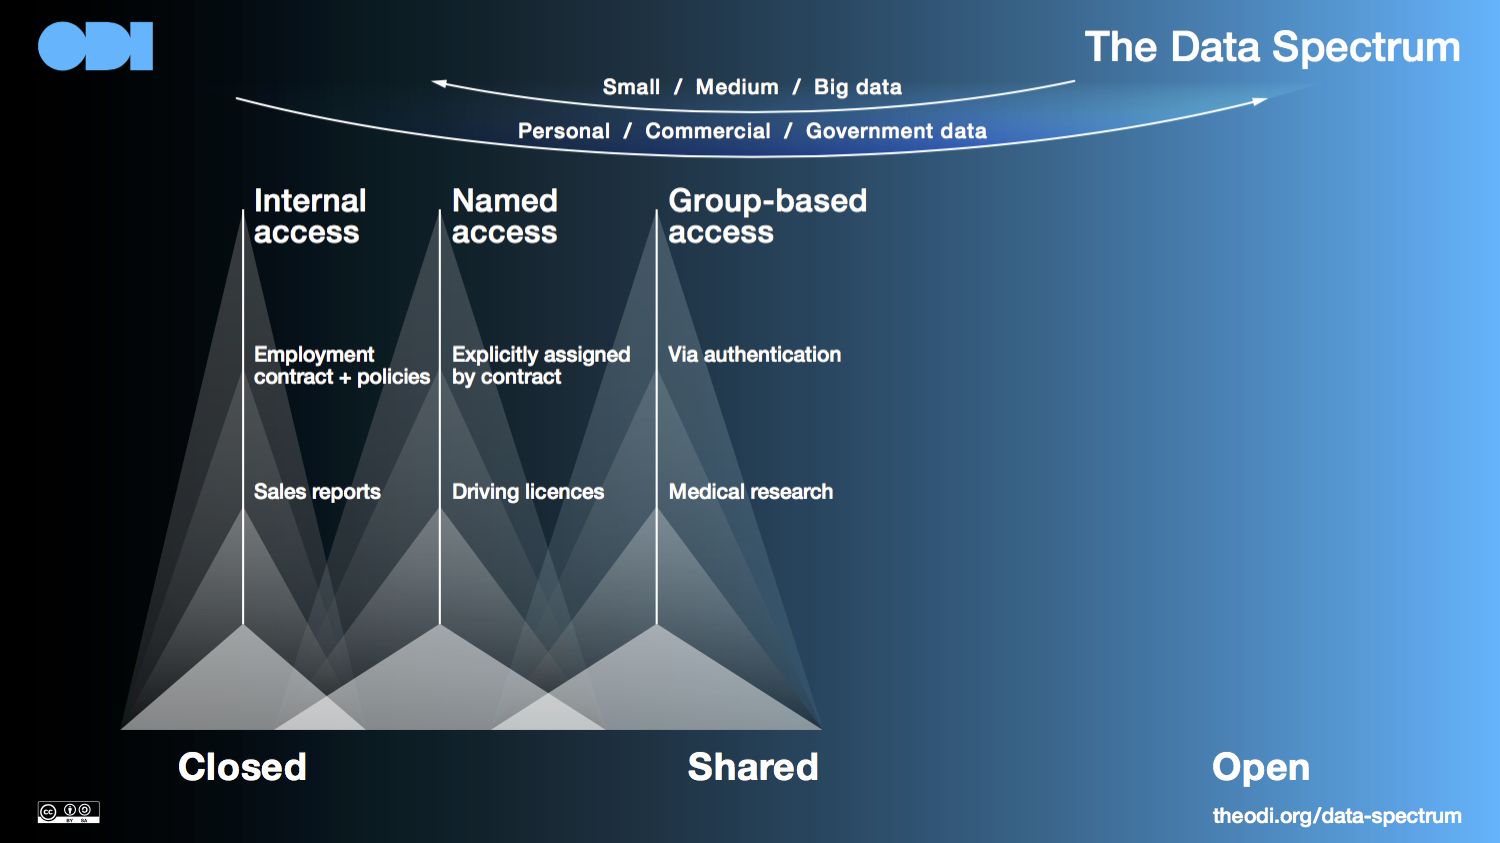 ODI
The Data Spectrum
Small / Medium / Big data
Personal / Commercial / Government data
Internal
access
Named
access
Group-based
access
Employment
contract + policies
Explicitly assigned
by contract
Via authentication
Sales reports
Driving licences
Medical research
Closed
Shared
Open
cc
BY SA
theodi.org/data-spectrum